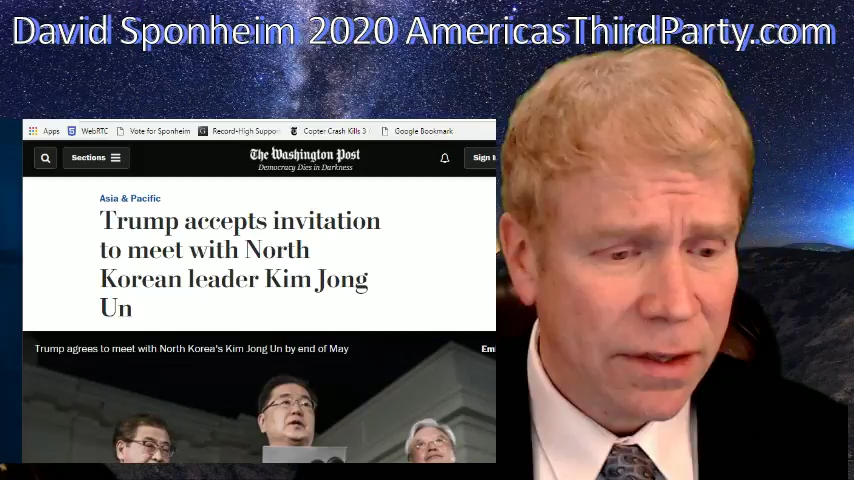 David Sponheim 2020 AmericasThirdParty.com
Apps WebRTC Vote for Sponheim Record-High Suppo Copter Crash Kills 3 Google Bookmark
Sections The Washington Post Sign I
Democracy Dies in Darkness
Asia & Pacific
Trump accepts invitation
to meet with North
Korean leader Kim Jong
Un
Trump agrees to meet with North Korea's Kim Jong Un by end of May Emi